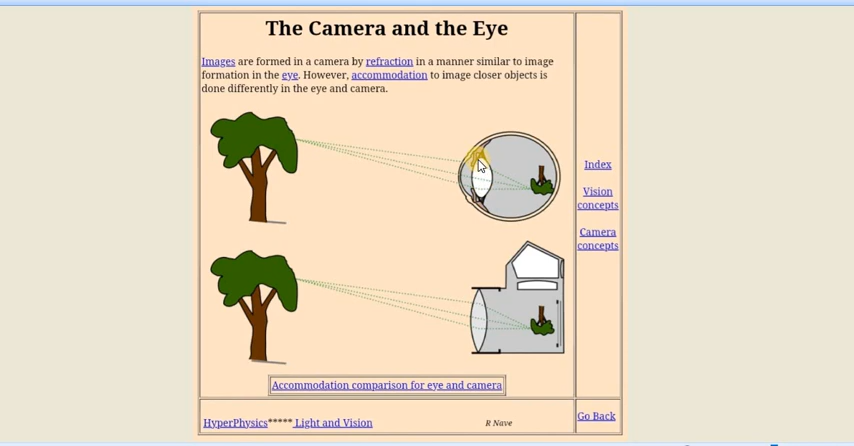 The Camera and the Eye
Images are formed in a camera by refraction in a manner similar to image
formation in the eye. However, accommodation to image closer objects is
done differently in the eye and camera.
Index
Vision
concepts
Camera
concepts
Accommodation comparison for eye and camera
HyperPhysics***** Light and Vision
R Nave
Go Back